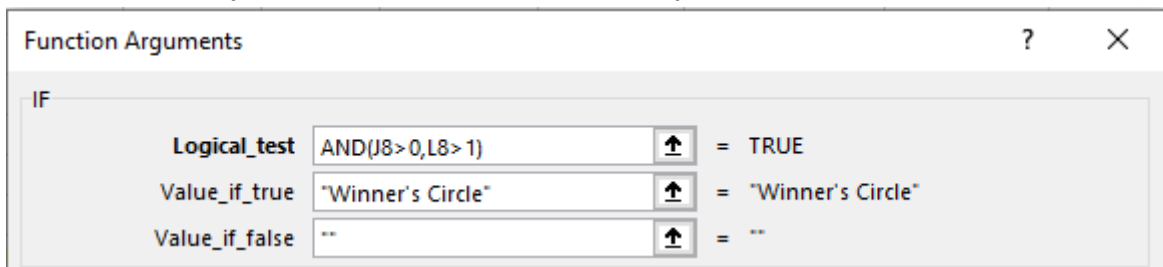 Function Arguments ? ×
IF
Logical_test AND(J8>0,L8>1) = TRUE
Value_if_true "Winner's Circle" = "Winner's Circle"
Value_if_false "" = ""